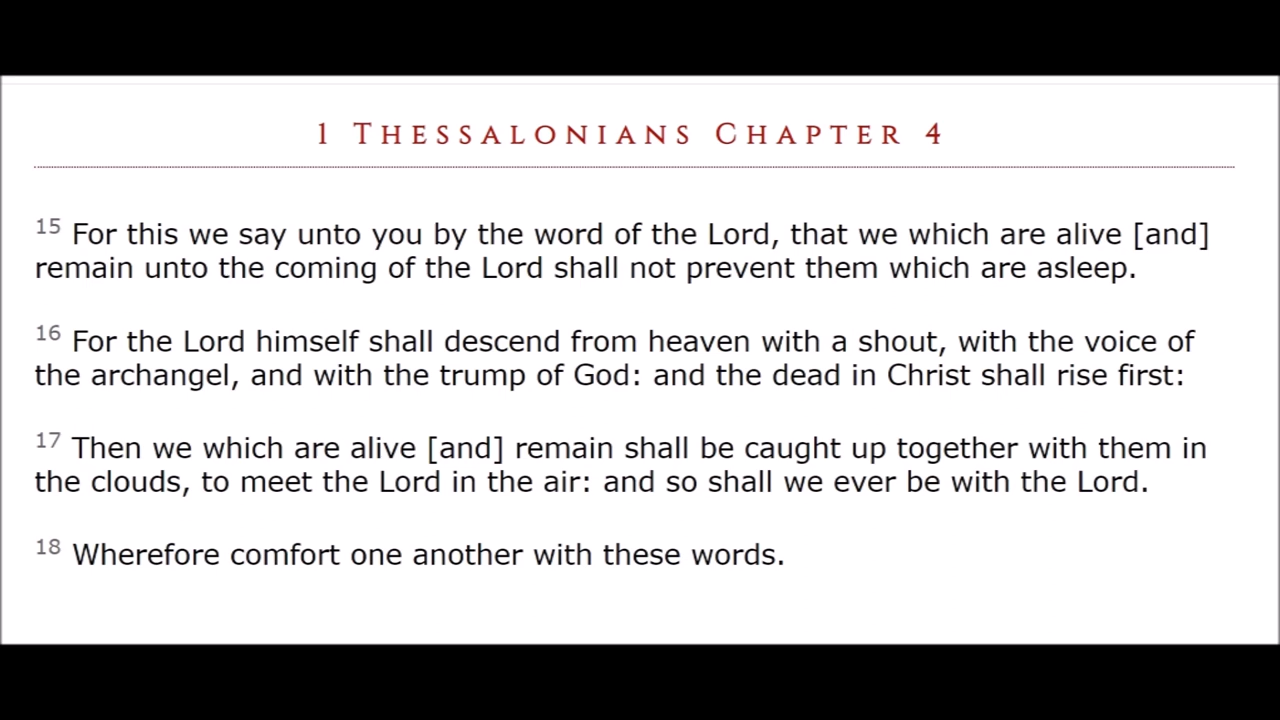 1 Thessalonians Chapter 4
15 For this we say unto you by the word of the Lord, that we which are alive [and]
remain unto the coming of the Lord shall not prevent them which are asleep.
16 For the Lord himself shall descend from heaven with a shout, with the voice of
the archangel, and with the trump of God: and the dead in Christ shall rise first:
17 Then we which are alive [and] remain shall be caught up together with them in
the clouds, to meet the Lord in the air: and so shall we ever be with the Lord.
18 Wherefore comfort one another with these words.